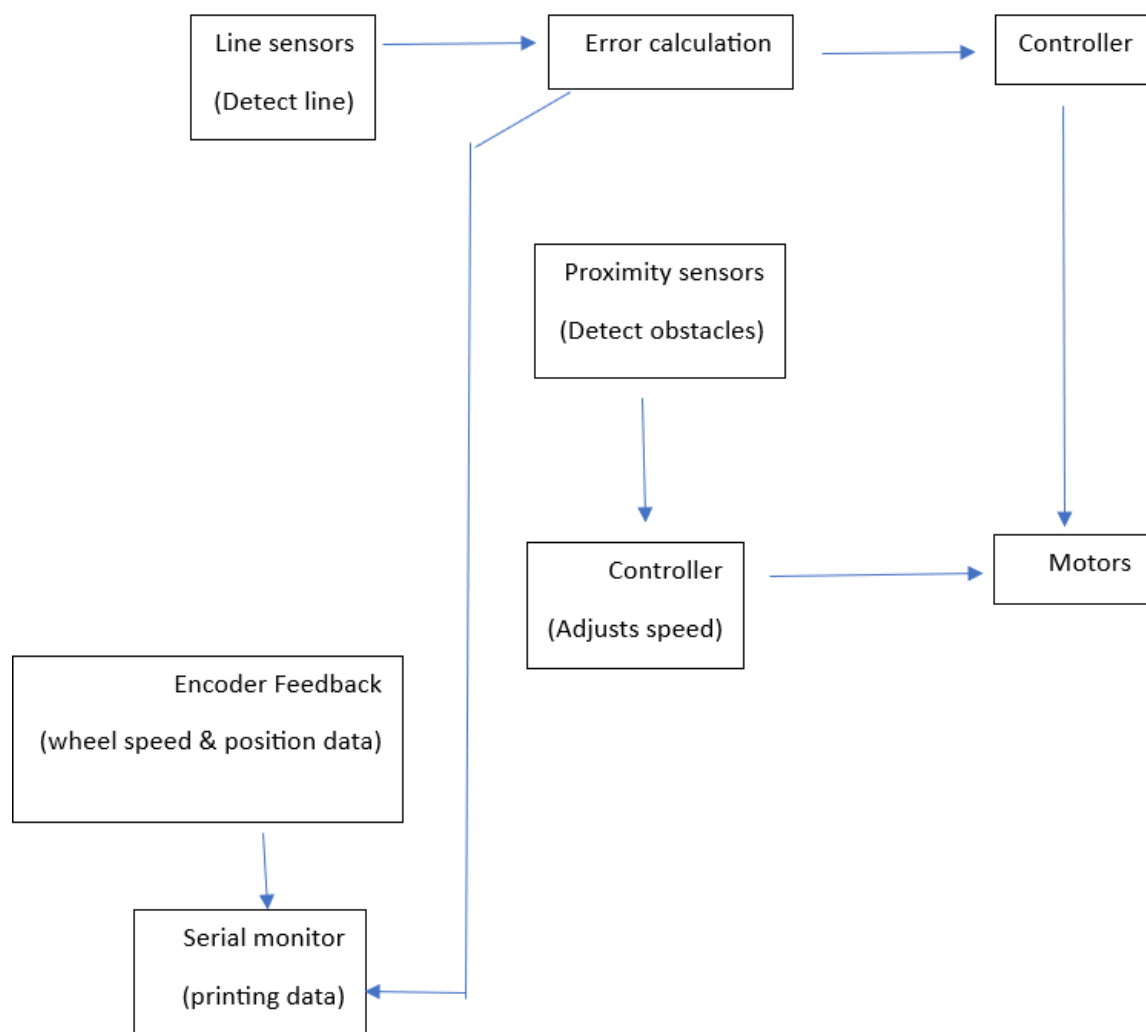 Line sensors
(Detect line)
Error calculation
Controller
Proximity sensors
(Detect obstacles)
Controller
(Adjusts speed)
Motors
Encoder Feedback
(wheel speed & position data)
Serial monitor
(printing data)